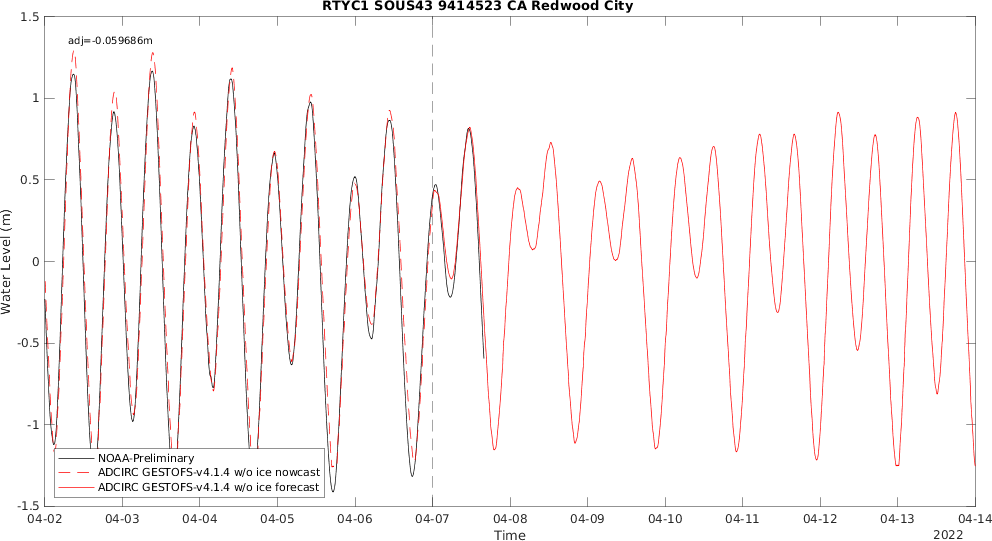 RTYC1 SOUS43 9414523 CA Redwood City
adj=-0.059686m
1.5
1
0.5
0
-0.5
-1
-1.5
Water Level (m)
NOAA-Preliminary
ADCIRC GESTOFS-v4.1.4 w/o ice nowcast
ADCIRC GESTOFS-v4.1.4 w/o ice forecast
04-02 04-03 04-04 04-05 04-06 04-07 04-08 04-09 04-10 04-11 04-12 04-13 04-14
Time
2022